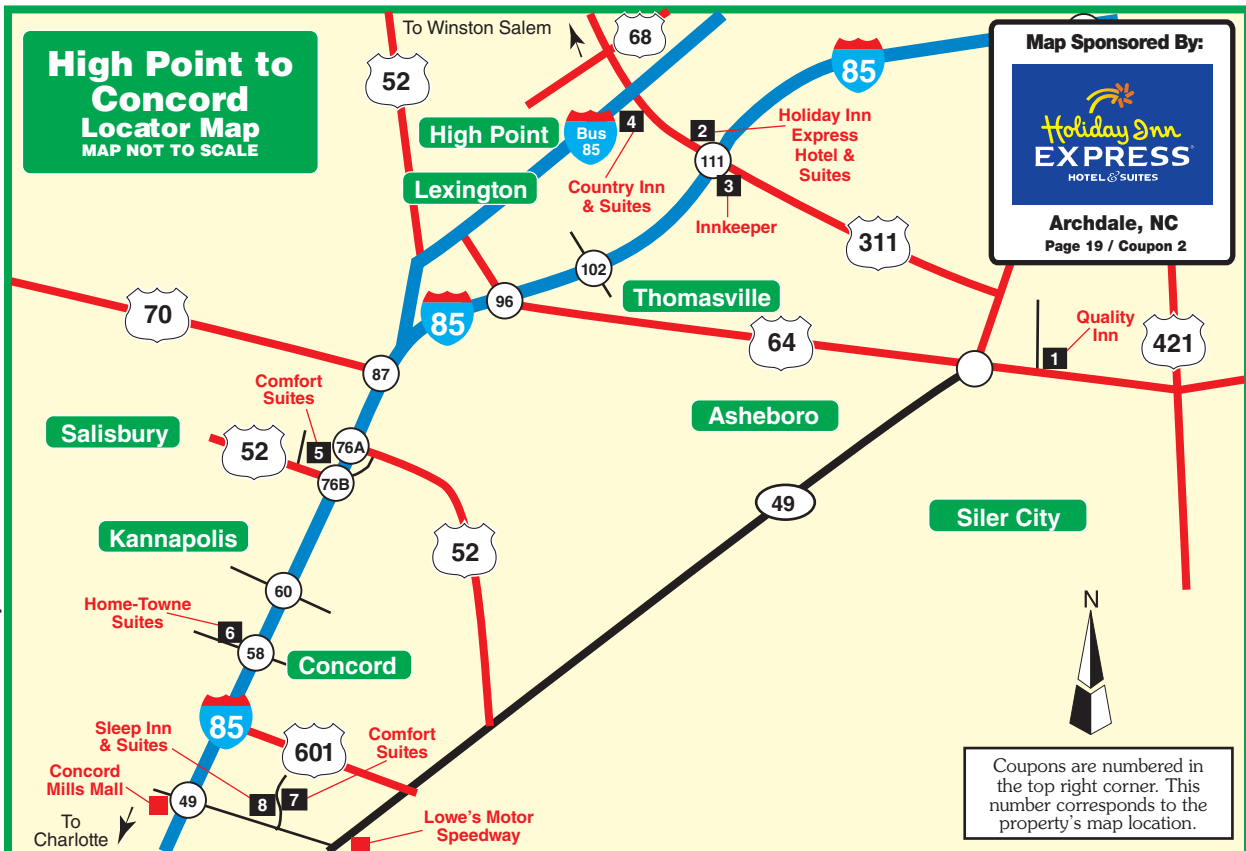 High Point to
Concord
Locator Map
MAP NOT TO SCALE
To Winston Salem
68
52
85
Map Sponsored By:
Holiday Inn
EXPRESS
HOTEL & SUITES
Archdale, NC
Page 19 / Coupon 2
High Point
Bus
85
4
2
Holiday Inn
Express
Hotel &
Suites
111
3
Lexington
Country Inn
& Suites
Innkeeper
311
102
Thomasville
96
70
85
64
Quality
Inn
1
421
87
Comfort
Suites
Asheboro
Salisbury
52
5
76A
76B
49
Siler City
Kannapolis
52
60
Home-Towne
Suites
6
58
Concord
N
85
Sleep Inn
& Suites
601
Comfort
Suites
Concord
Mills Mall
49
8
7
To
Charlotte
Lowe's Motor
Speedway
Coupons are numbered in
the top right corner. This
number corresponds to the
property's map location.